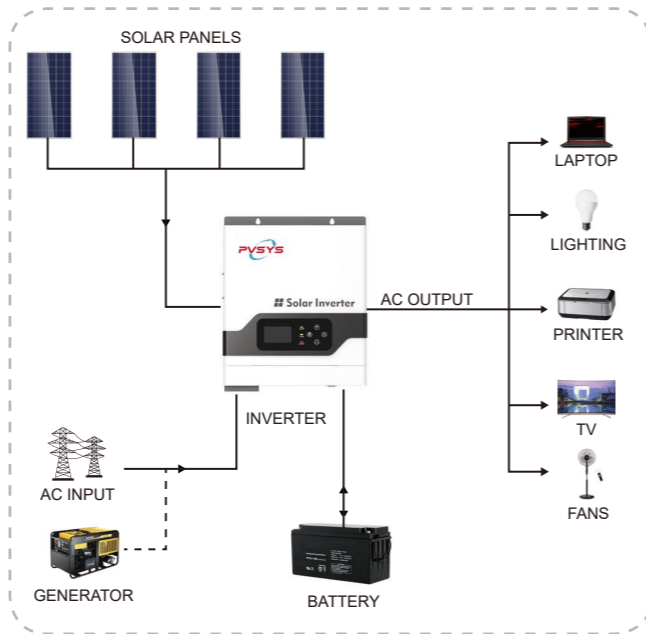 SOLAR PANELS
LAPTOP
LIGHTING
PVSYS
Solar Inverter
AC OUTPUT
PRINTER
INVERTER
TV
AC INPUT
FANS
GENERATOR
BATTERY